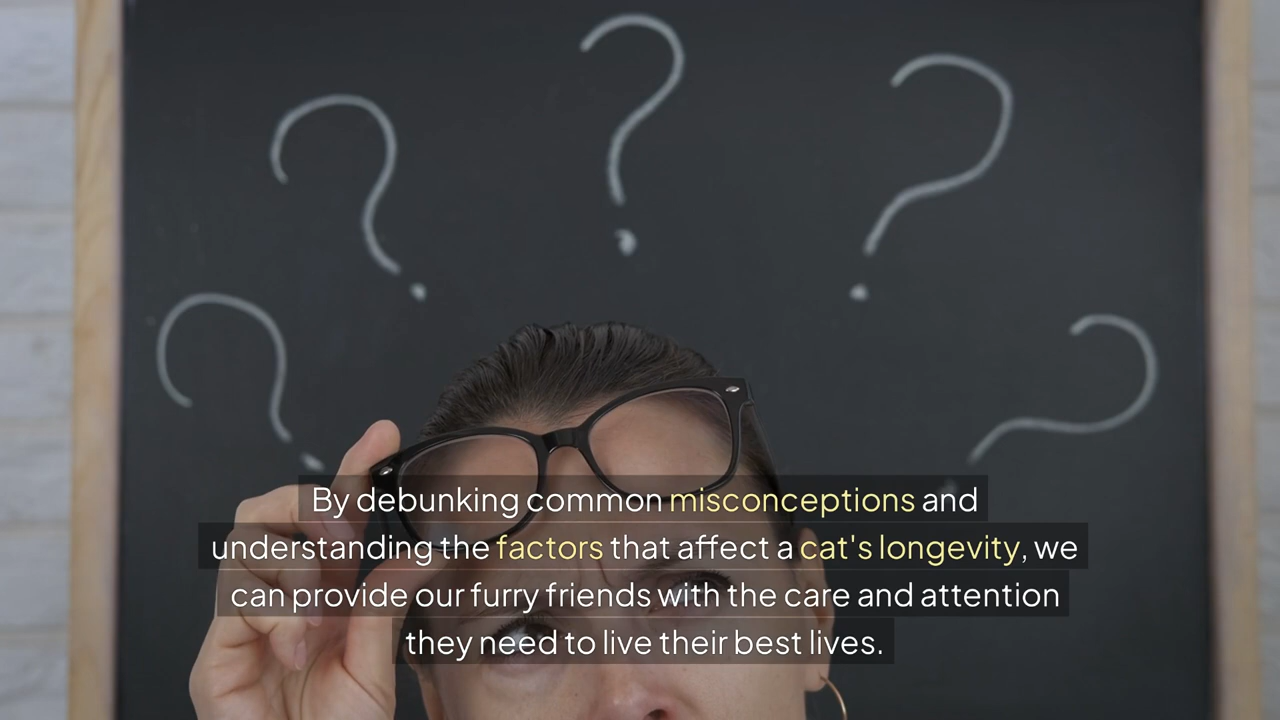 ? ? ? ? ?
By debunking common misconceptions and
understanding the factors that affect a cat's longevity, we
can provide our furry friends with the care and attention
they need to live their best lives.